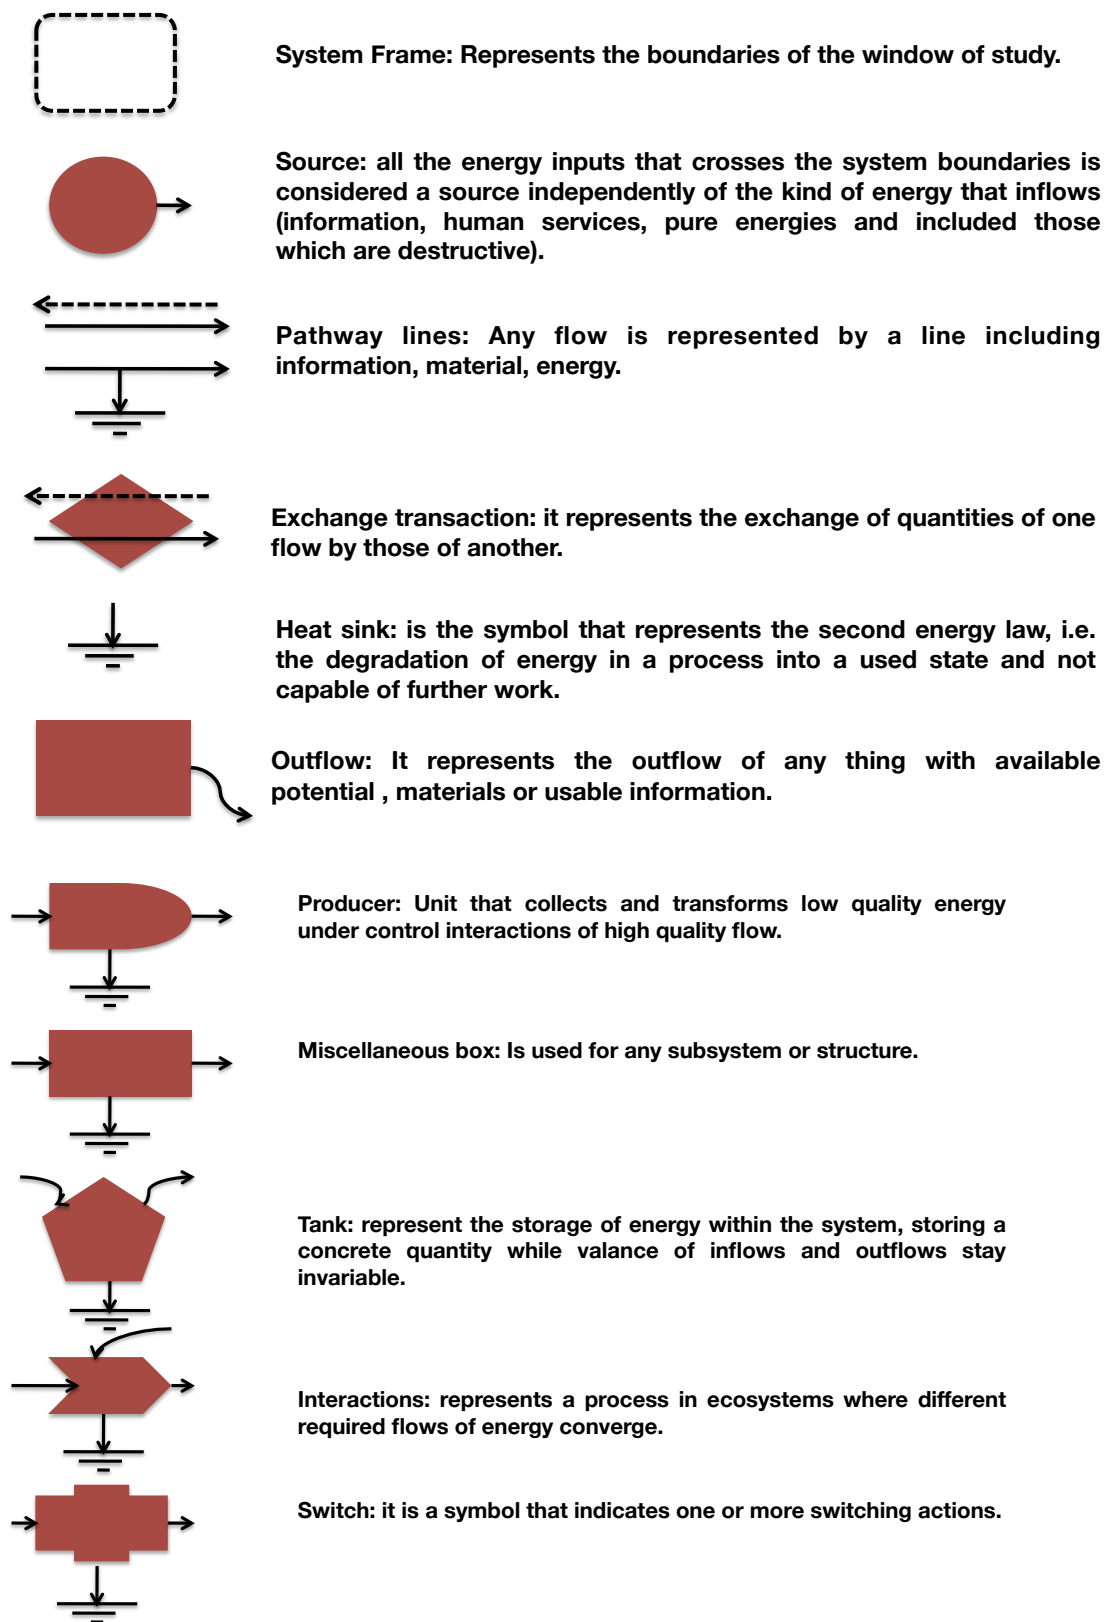 System Frame: Represents the boundaries of the window of study.
Source: all the energy inputs that crosses the system boundaries is
considered a source independently of the kind of energy that inflows
(information, human services, pure energies and included those
which are destructive).
Pathway lines: Any flow is represented by a line including
information, material, energy.
Exchange transaction: it represents the exchange of quantities of one
flow by those of another.
Heat sink: is the symbol that represents the second energy law, i.e.
the degradation of energy in a process into a used state and not
capable of further work.
Outflow: It represents the outflow of any thing with available
potential , materials or usable information.
Producer: Unit that collects and transforms low quality energy
under control interactions of high quality flow.
Miscellaneous box: Is used for any subsystem or structure.
Tank: represent the storage of energy within the system, storing a
concrete quantity while valance of inflows and outflows stay
invariable.
Interactions: represents a process in ecosystems where different
required flows of energy converge.
Switch: it is a symbol that indicates one or more switching actions.